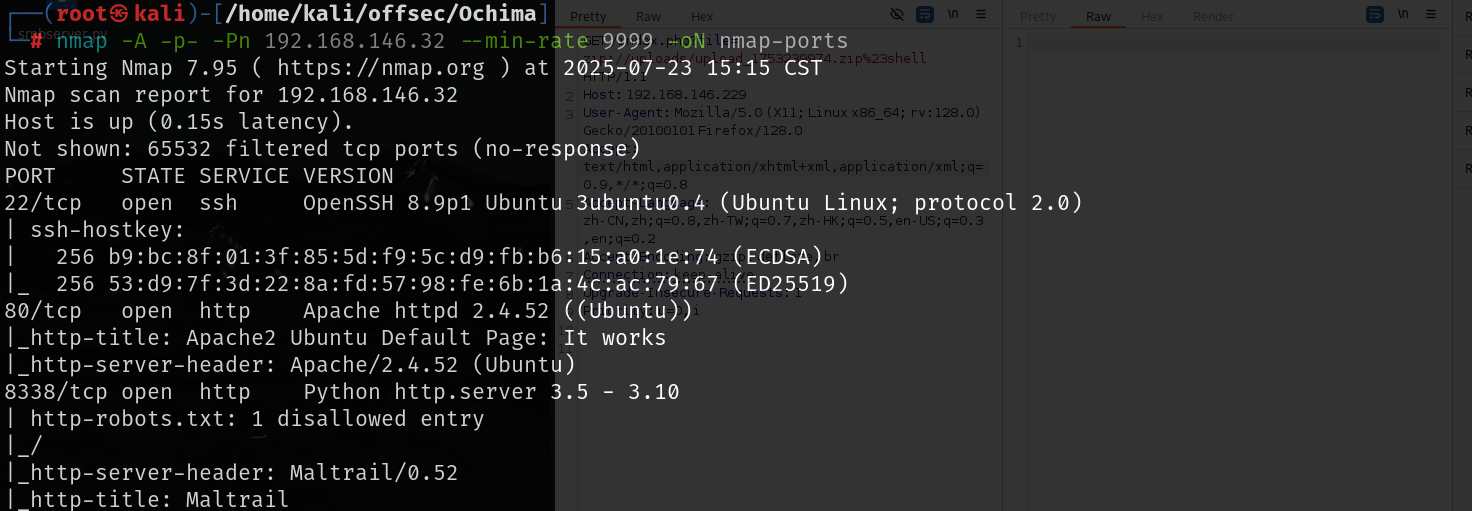 ┌──(root㉿kali)-[/home/kali/offsec/Ochima]
└─# nmap -A -p- -Pn 192.168.146.32 --min-rate 9999 -oN nmap-ports
Starting Nmap 7.95 ( https://nmap.org ) at 2025-07-23 15:15 CST
Nmap scan report for 192.168.146.32
Host is up (0.15s latency).
Not shown: 65532 filtered tcp ports (no-response)
PORT     STATE SERVICE VERSION
22/tcp   open  ssh     OpenSSH 8.9p1 Ubuntu 3ubuntu0.4 (Ubuntu Linux; protocol 2.0)
| ssh-hostkey:
|   256 b9:bc:8f:01:3f:85:5d:f9:5c:d9:fb:b6:15:a0:1e:74 (ECDSA)
|_  256 53:d9:7f:3d:22:8a:fd:57:98:fe:6b:1a:4c:ac:79:67 (ED25519)
80/tcp   open  http    Apache httpd 2.4.52 ((Ubuntu))
|_http-title: Apache2 Ubuntu Default Page: It works
|_http-server-header: Apache/2.4.52 (Ubuntu)
8338/tcp open  http    Python http.server 3.5 - 3.10
| http-robots.txt: 1 disallowed entry
|_/
|_http-server-header: Maltrail/0.52
|_http-title: Maltrail
Pretty Raw Hex \n
HTTP/1.1
2 Host: 192.168.146.229
3 User-Agent: Mozilla/5.0 (X11; Linux x86_64; rv:128.0)
Gecko/20100101 Firefox/128.0
text/html,application/xhtml+xml,application/xml;q=
0.9,*/*;q=0.8
zh-CN,zh;q=0.8,zh-TW;q=0.7,zh-HK;q=0.5,en-US;q=0.3
,en;q=0.2
Connection: keep-alive
Upgrade-Insecure-Requests: 1
Pretty Raw Hex Render \n
1